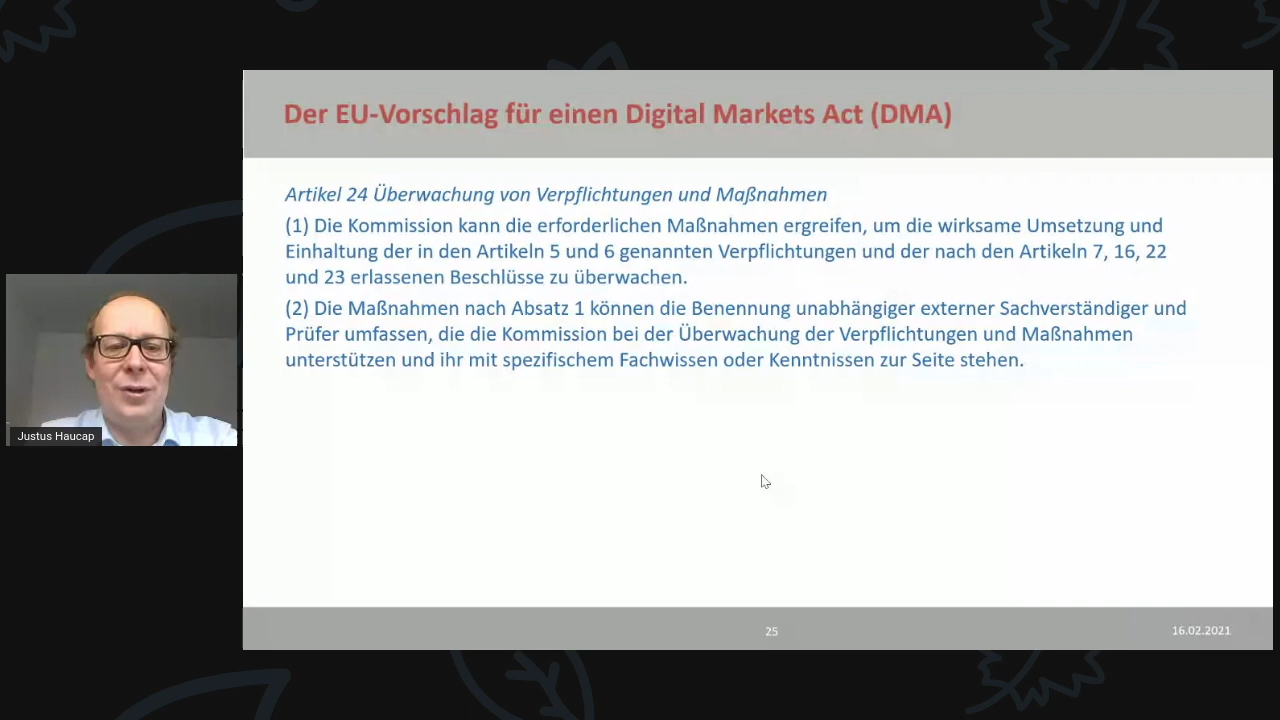 Der EU-Vorschlag für einen Digital Markets Act (DMA)
Artikel 24 Überwachung von Verpflichtungen und Maßnahmen
(1) Die Kommission kann die erforderlichen Maßnahmen ergreifen, um die wirksame Umsetzung und
Einhaltung der in den Artikeln 5 und 6 genannten Verpflichtungen und der nach den Artikeln 7, 16, 22
und 23 erlassenen Beschlüsse zu überwachen.
(2) Die Maßnahmen nach Absatz 1 können die Benennung unabhängiger externer Sachverständiger und
Prüfer umfassen, die die Kommission bei der Überwachung der Verpflichtungen und Maßnahmen
unterstützen und ihr mit spezifischem Fachwissen oder Kenntnissen zur Seite stehen.
Justus Haucap
25
16.02.2021